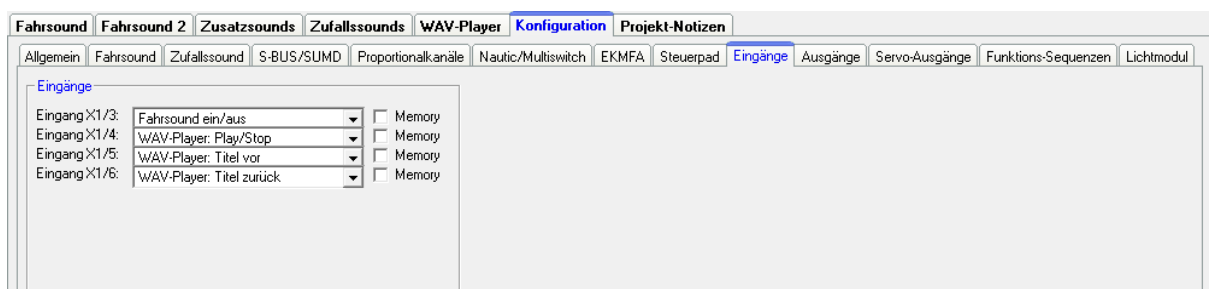 Fahrsound Fahrsound 2 Zusatzsounds Zufallssounds WAV-Player Konfiguration Projekt-Notizen
Allgemein Fahrsound Zufallssound S-BUS/SUMD Proportionalkanäle Nautic/Multiswitch EKMFA Steuerpad Eingänge Ausgänge Servo-Ausgänge Funktions-Sequenzen Lichtmodul
Eingänge
Eingang X1/3: Fahrsound ein/aus Memory
Eingang X1/4: WAV-Player: Play/Stop Memory
Eingang X1/5: WAV-Player: Titel vor Memory
Eingang X1/6: WAV-Player: Titel zurück Memory